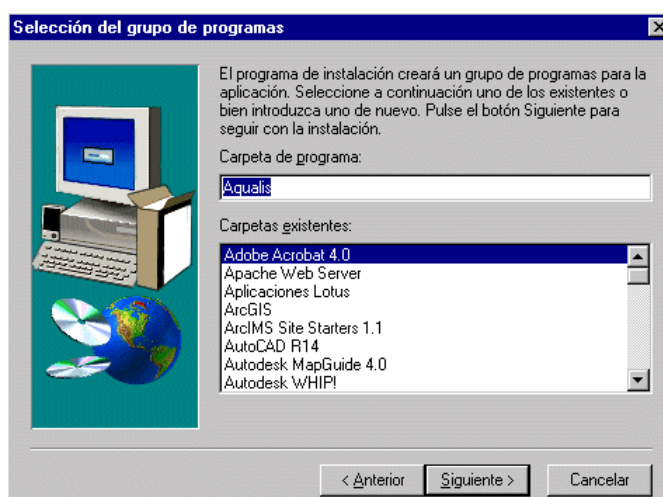 Selección del grupo de programas
El programa de instalación creará un grupo de programas para la
aplicación. Seleccione a continuación uno de los existentes o
bien introduzca uno de nuevo. Pulse el botón Siguiente para
seguir con la instalación.
Carpeta de programa:
Aqualis
Carpetas existentes:
Adobe Acrobat 4.0
Apache Web Server
Aplicaciones Lotus
ArcGIS
ArcIMS Site Starters 1.1
AutoCAD R14
Autodesk MapGuide 4.0
Autodesk WHIP!
< Anterior
Siguiente >
Cancelar